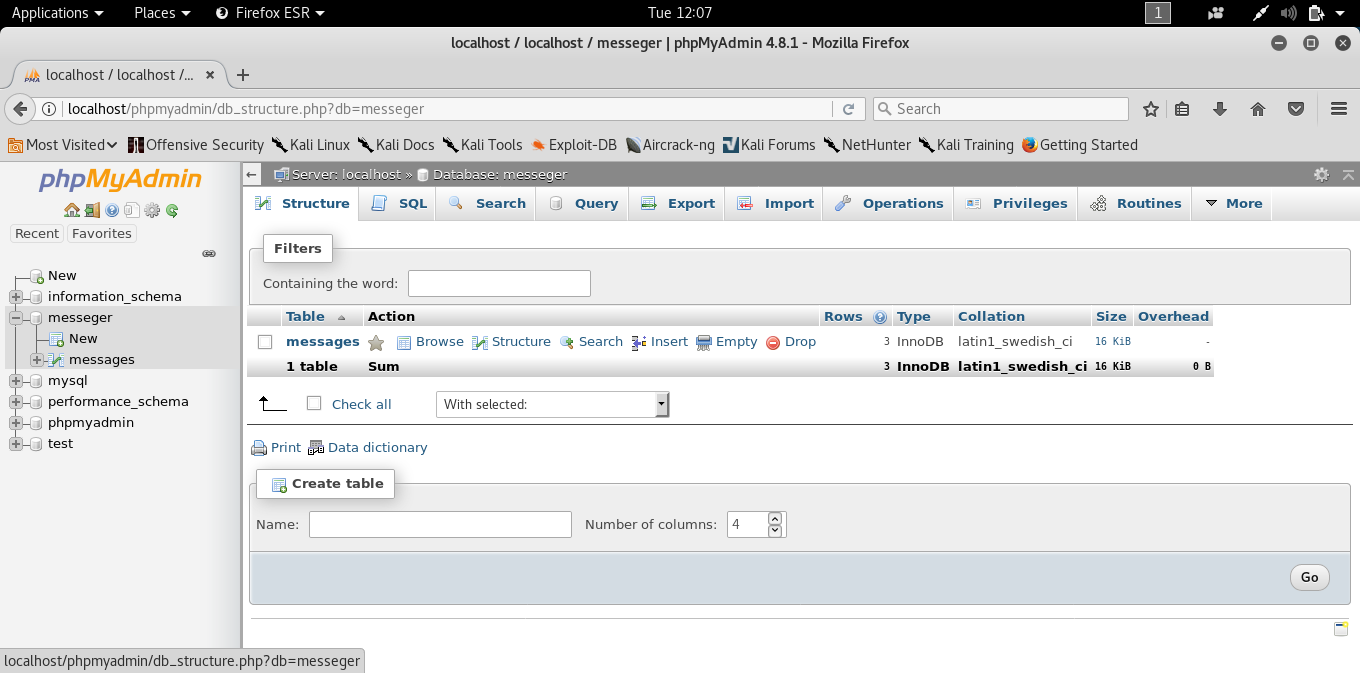 Applications Places Firefox ESR Tue 12:07 1
localhost / localhost / messeger | phpMyAdmin 4.8.1 - Mozilla Firefox
PMA localhost / localhost /... × +
localhost/phpmyadmin/db_structure.php?db=messeger Search
Most Visited Offensive Security Kali Linux Kali Docs Kali Tools Exploit-DB Aircrack-ng Kali Forums NetHunter Kali Training Getting Started
phpMyAdmin
Recent Favorites
New
information_schema
messeger
New
messages
mysql
performance_schema
phpmyadmin
test
Server: localhost » Database: messeger
Structure SQL Search Query Export Import Operations Privileges Routines More
Filters
Containing the word:
Table Action Rows Type Collation Size Overhead
messages Browse Structure Search Insert Empty Drop 3 InnoDB latin1_swedish_ci 16 KiB -
1 table Sum 3 InnoDB latin1_swedish_ci 16 KiB 0 B
Check all With selected:
Print Data dictionary
Create table
Name: Number of columns: 4
Go
localhost/phpmyadmin/db_structure.php?db=messeger